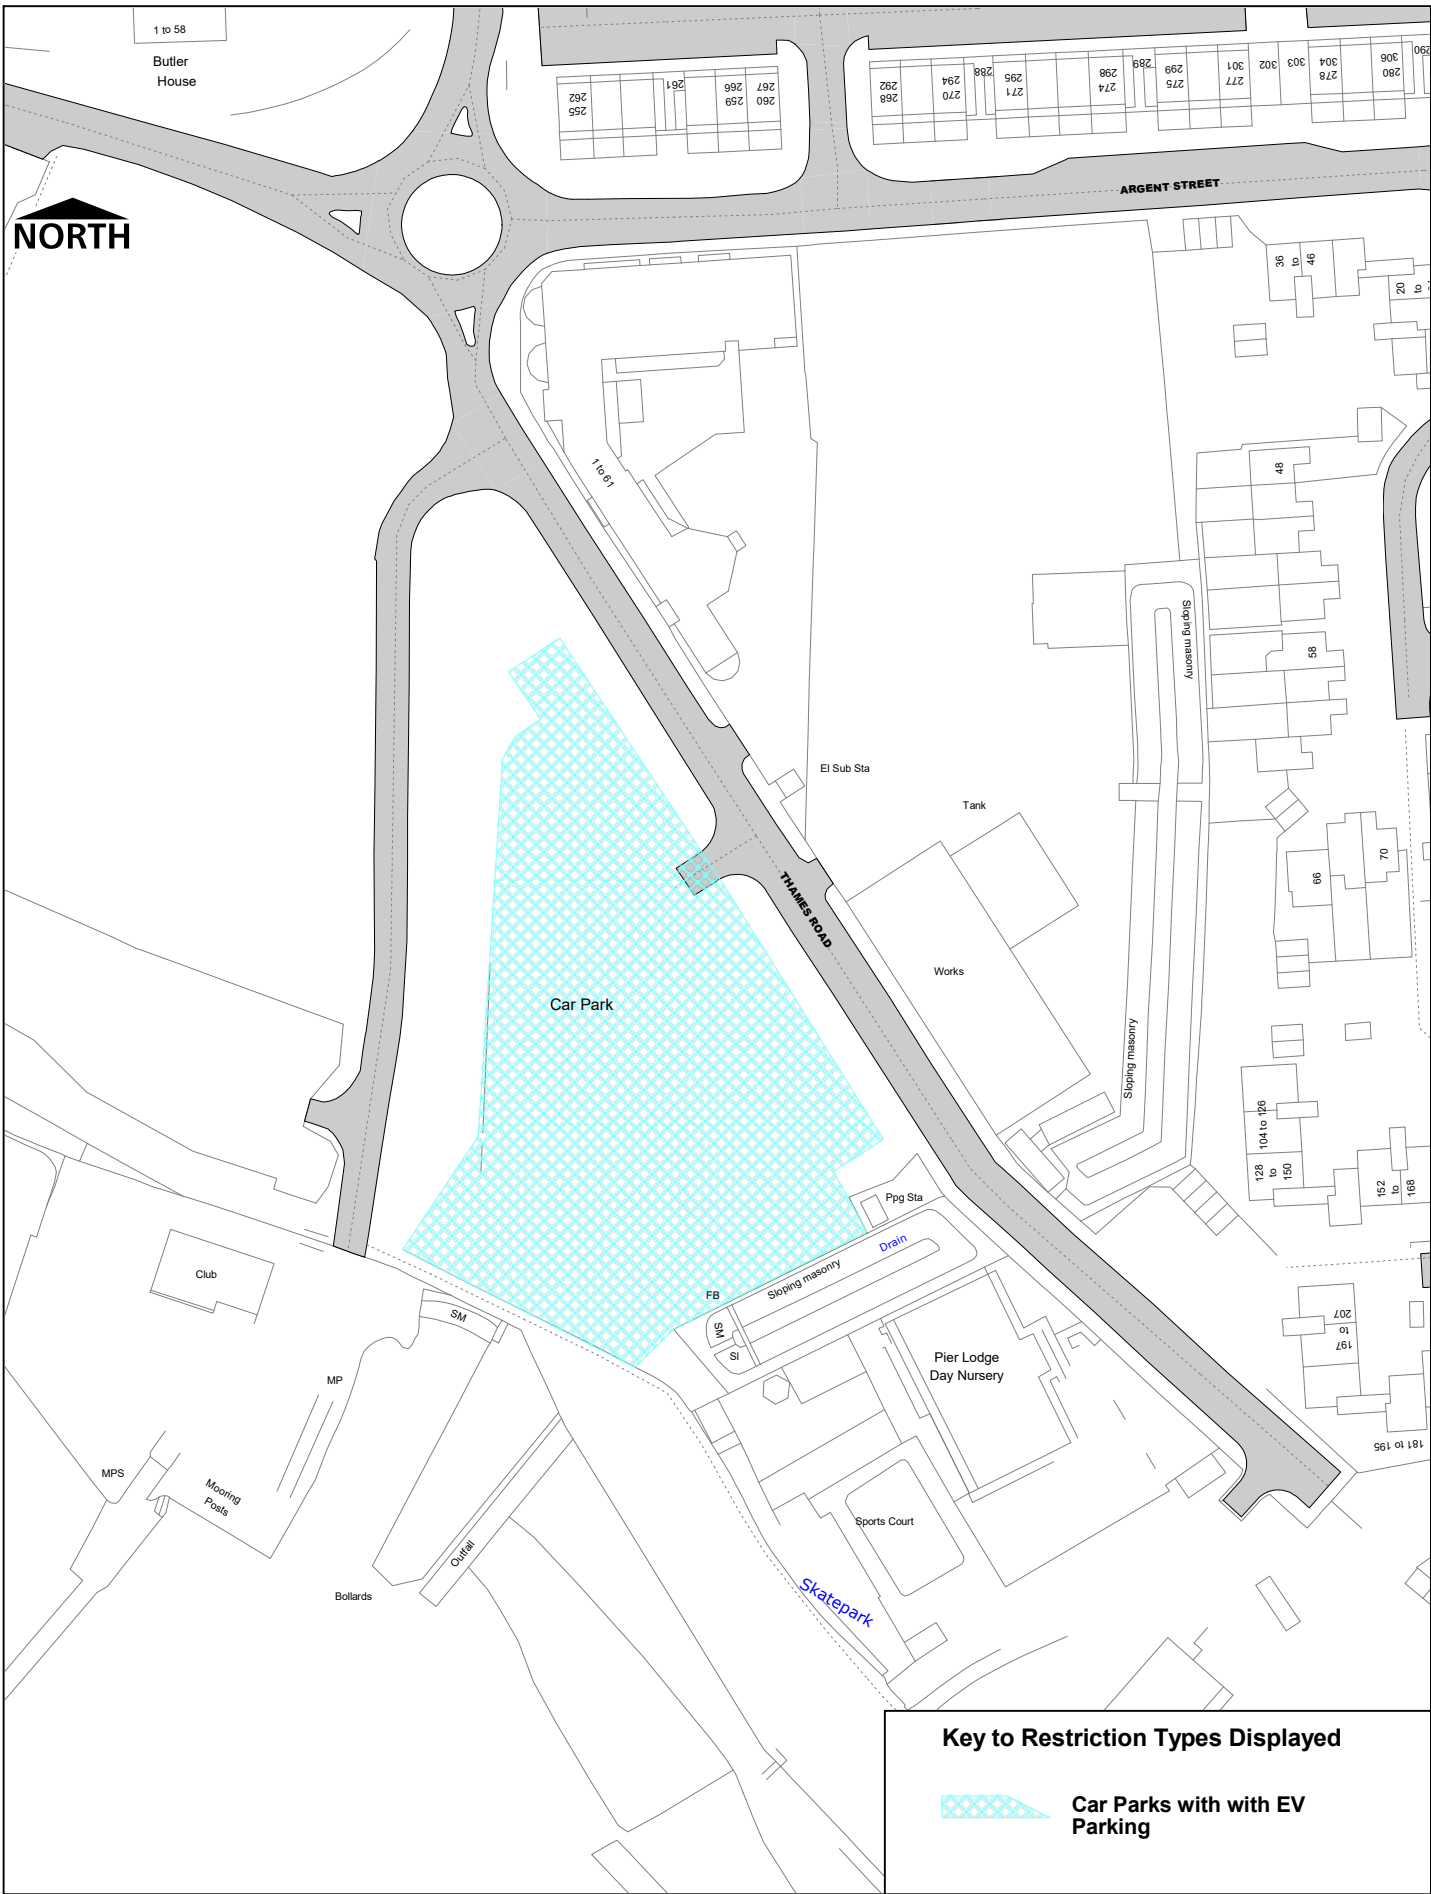 1 to 58
Butler
House
NORTH
262
255
261
266
259
267
260
292
268
294
270
288
295
271
298
274
289
299
275
301
277
302
303
304
278
306
280
290
ARGENT STREET
36
to
46
20
to
1 to 61
48
Sloping masonry
58
El Sub Sta
Tank
70
66
THAMES ROAD
Works
Car Park
Sloping masonry
104 to 126
128
to
150
152
to
168
Ppg Sta
Drain
Sloping masonry
Club
FB
SM
SM
SI
207
to
197
Pier Lodge
Day Nursery
MP
181 to 195
MPS
Mooring
Posts
Sports Court
Outfall
Bollards
Skatepark
Key to Restriction Types Displayed
Car Parks with with EV
Parking